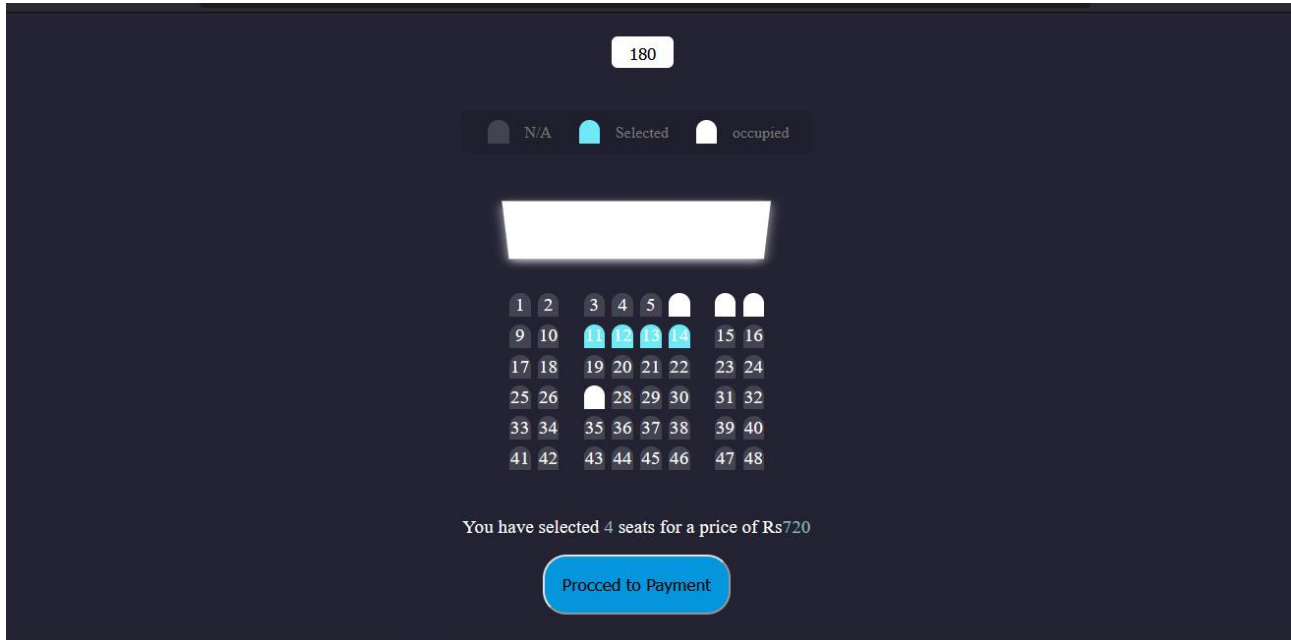 180
N/A Selected occupied
1 2 3 4 5
9 10 11 12 13 14 15 16
17 18 19 20 21 22 23 24
25 26 28 29 30 31 32
33 34 35 36 37 38 39 40
41 42 43 44 45 46 47 48
You have selected 4 seats for a price of Rs720
Procced to Payment